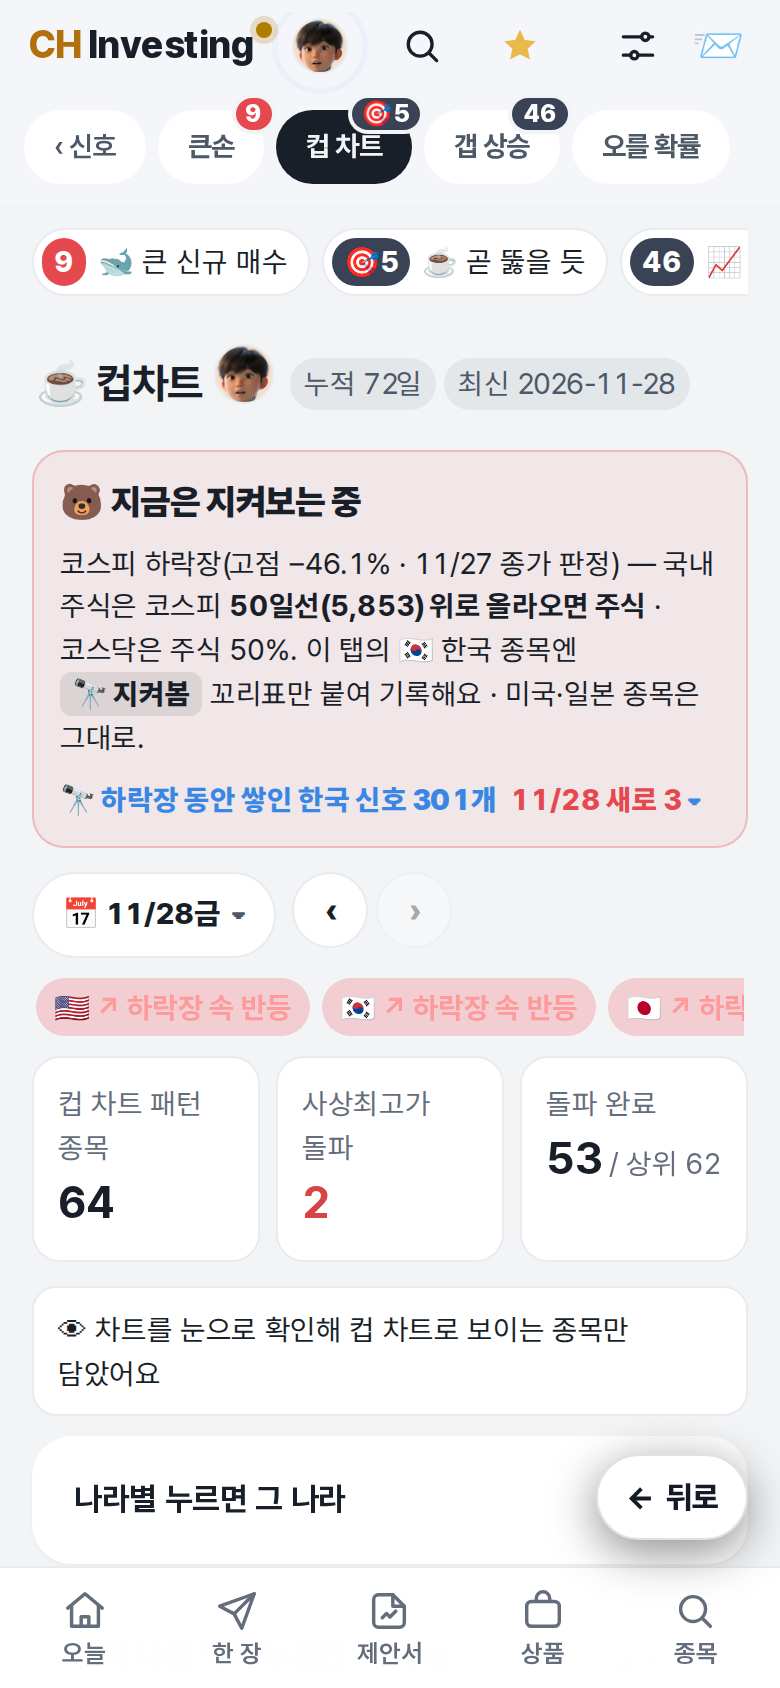 CH Investing
‹ 신호
큰손
9
컵 차트
🎯5
갭 상승
46
오를 확률
9 🐳 큰 신규 매수
🎯5 ☕ 곧 뚫을 듯
46 📈
☕ 컵차트
누적 72일
최신 2026-11-28
🐻 지금은 지켜보는 중
코스피 하락장(고점 −46.1% · 11/27 종가 판정) — 국내
주식은 코스피 50일선(5,853) 위로 올라오면 주식 ·
코스닥은 주식 50%. 이 탭의 🇰🇷 한국 종목엔
🔭 지켜봄 꼬리표만 붙여 기록해요 · 미국·일본 종목은
그대로.
🔭 하락장 동안 쌓인 한국 신호 301개 11/28 새로 3
📅 11/28금
‹ ›
🇺🇸 ↗ 하락장 속 반등
🇰🇷 ↗ 하락장 속 반등
🇯🇵 ↗ 하락
컵 차트 패턴
종목
64
사상최고가
돌파
2
돌파 완료
53 / 상위 62
👁 차트를 눈으로 확인해 컵 차트로 보이는 종목만
담았어요
나라별 누르면 그 나라
← 뒤로
오늘
한 장
제안서
상품
종목